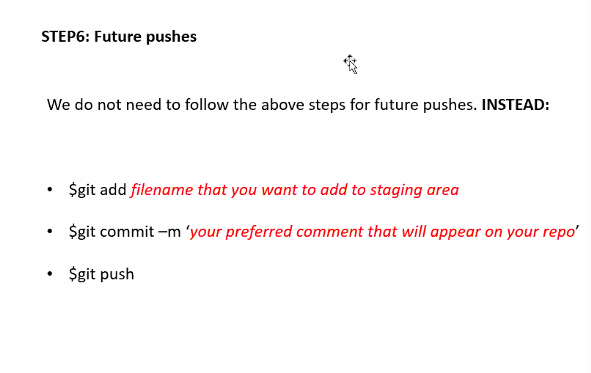 STEP6: Future pushes
We do not need to follow the above steps for future pushes. INSTEAD:
• $git add filename that you want to add to staging area
• $git commit –m ‘your preferred comment that will appear on your repo’
• $git push